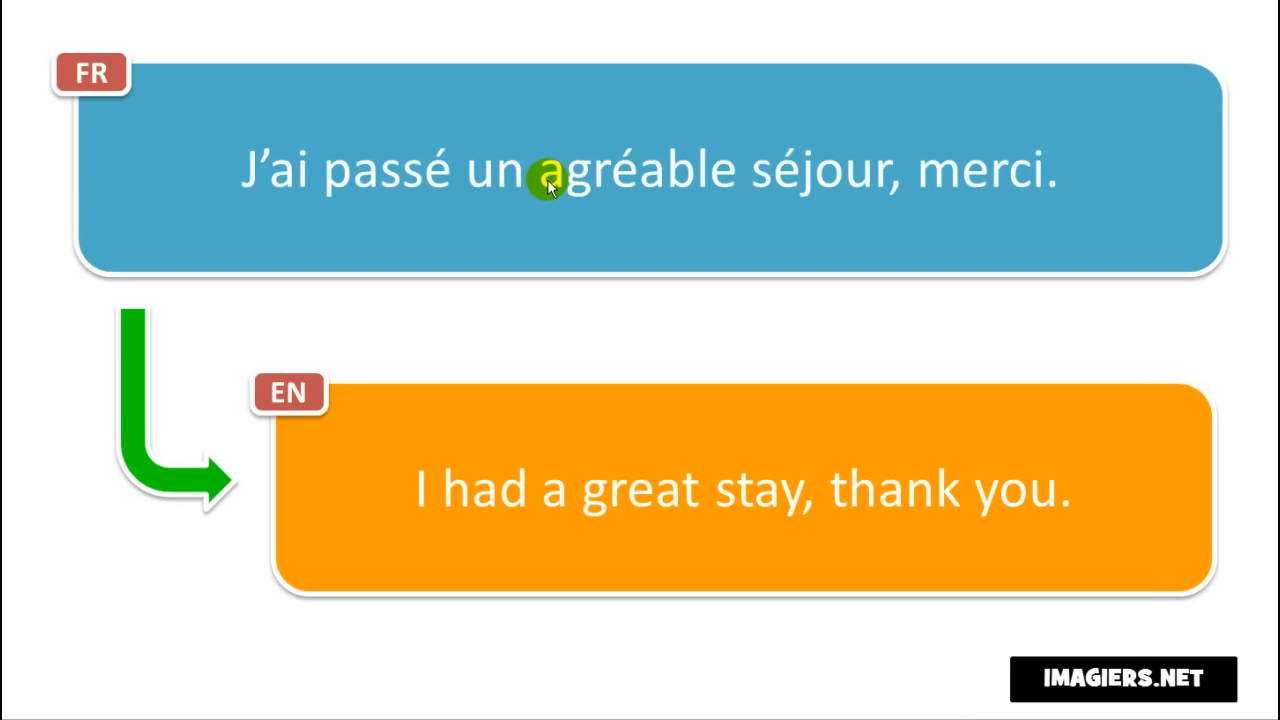 FR
J’ai passé un agréable séjour, merci.
EN
I had a great stay, thank you.
IMAGIERS.NET